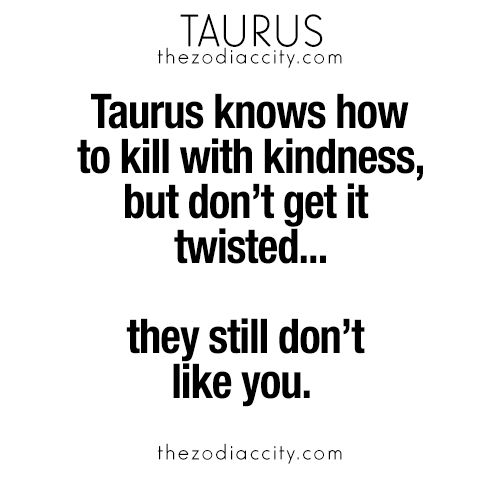 TAURUS
thezodiaccity.com
Taurus knows how
to kill with kindness,
but don’t get it
twisted...
they still don’t
like you.
thezodiaccity.com